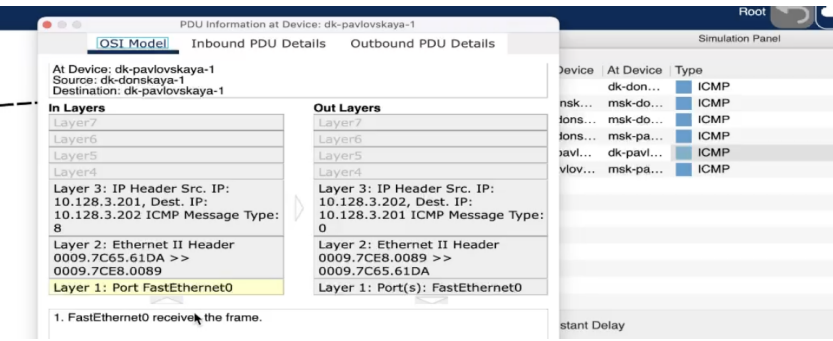 Root
PDU Information at Device: dk-pavlovskaya-1
Simulation Panel
OSI Model Inbound PDU Details Outbound PDU Details
At Device: dk-pavlovskaya-1
Source: dk-donskaya-1
Destination: dk-pavlovskaya-1
In Layers
Layer7
Layer6
Layer5
Layer4
Layer 3: IP Header Src. IP:
10.128.3.201, Dest. IP:
10.128.3.202 ICMP Message Type:
8
Layer 2: Ethernet II Header
0009.7C65.61DA >>
0009.7CE8.0089
Layer 1: Port FastEthernet0
Out Layers
Layer7
Layer6
Layer5
Layer4
Layer 3: IP Header Src. IP:
10.128.3.202, Dest. IP:
10.128.3.201 ICMP Message Type:
0
Layer 2: Ethernet II Header
0009.7CE8.0089 >>
0009.7C65.61DA
Layer 1: Port(s): FastEthernet0
1. FastEthernet0 receives the frame.
Device At Device Type
dk-don... ICMP
nsk... msk-do... ICMP
dons... msk-do... ICMP
dons... msk-pa... ICMP
pavl... dk-pavl... ICMP
vlov... msk-pa... ICMP
stant Delay